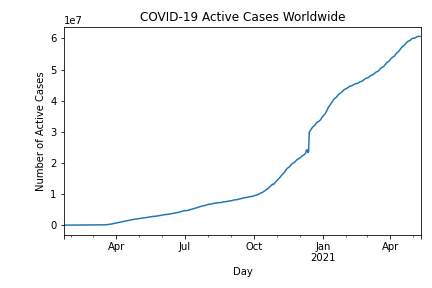 COVID-19 Active Cases Worldwide
1e7
6
5
4
3
2
1
0
Number of Active Cases
Apr
Jul
Oct
Jan
2021
Apr
Day